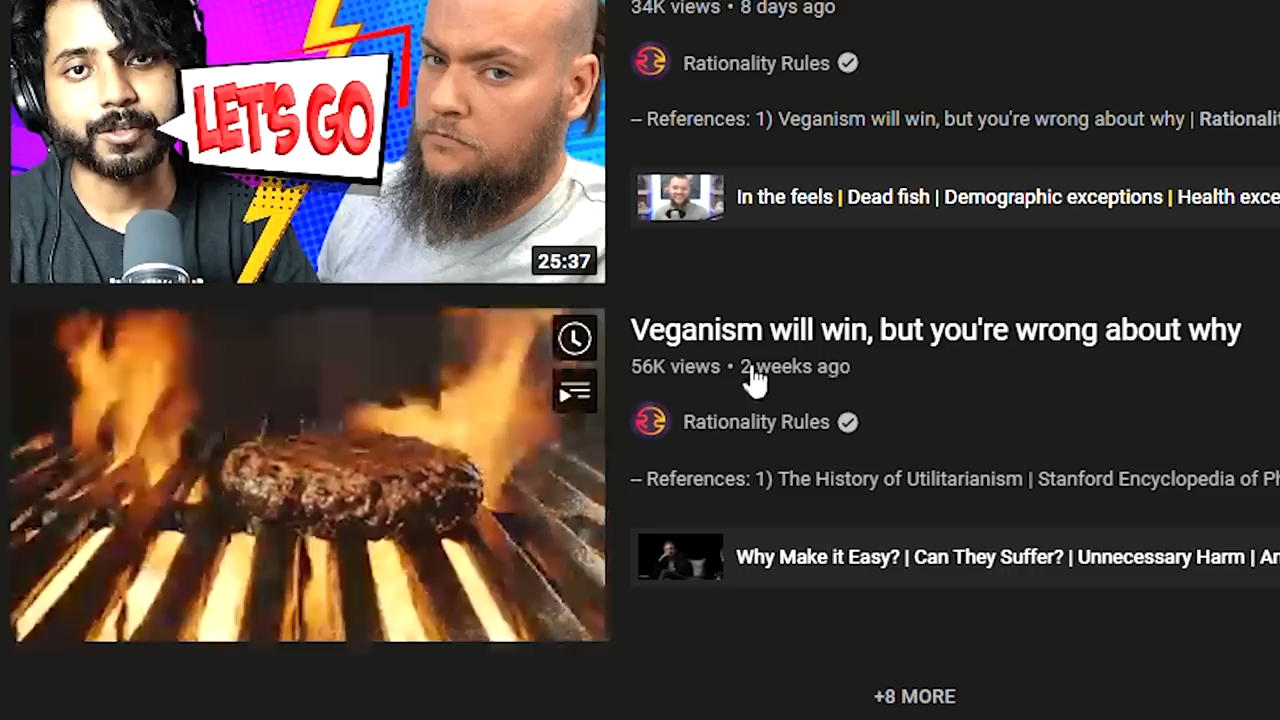 34K views • 8 days ago
LET'S GO
Rationality Rules
– References: 1) Veganism will win, but you're wrong about why | Rationali
In the feels | Dead fish | Demographic exceptions | Health exce
25:37
Veganism will win, but you're wrong about why
56K views • 2 weeks ago
Rationality Rules
– References: 1) The History of Utilitarianism | Stanford Encyclopedia of Ph
Why Make it Easy? | Can They Suffer? | Unnecessary Harm | An
+8 MORE